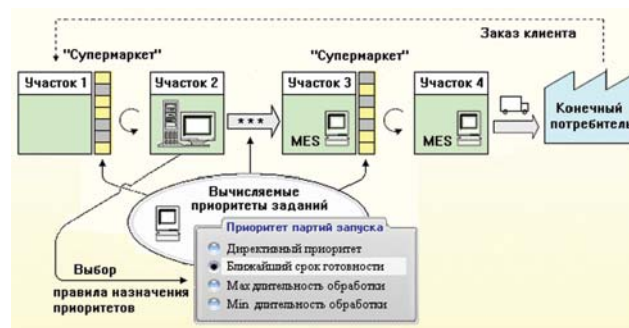 Заказ клиента
"Супермаркет"
"Супермаркет"
Участок 1
Участок 2
Участок 3
Участок 4
***
MES
MES
Конечный
потребитель
Вычисляемые
приоритеты заданий
Приоритет партий запуска
Директивный приоритет
Ближайший срок готовности
Max длительность обработки
Min длительность обработки
Выбор
правила назначения
приоритетов